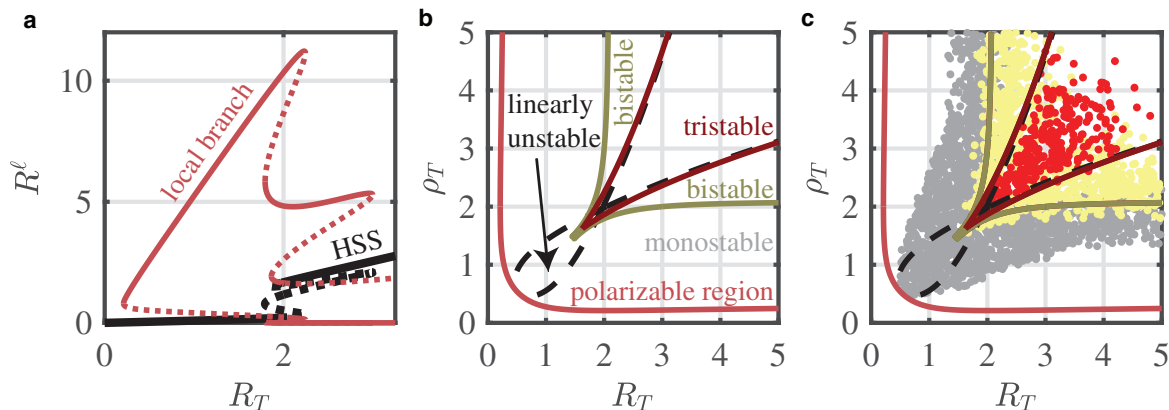 a
10
5
0
0
2
R^ℓ
R_T
local branch
HSS
b
5
4
3
2
1
0
0
1
2
3
4
5
ρ_T
R_T
linearly
unstable
bistable
tristable
bistable
monostable
polarizable region
c
5
4
3
2
1
0
0
1
2
3
4
5
ρ_T
R_T